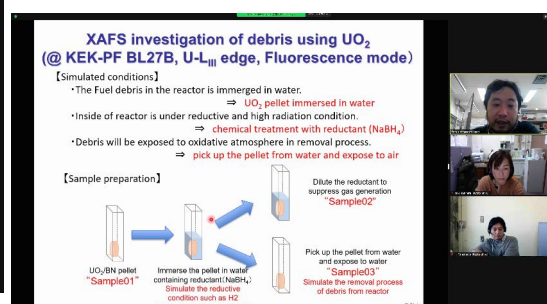 XAFS investigation of debris using UO₂
(@ KEK-PF BL27B, U-LIII edge, Fluorescence mode)
【Simulated conditions】
・The Fuel debris in the reactor is immerged in water.
⇒ UO₂ pellet immersed in water
・Inside of reactor is under reductive and high radiation condition.
⇒ chemical treatment with reductant (NaBH₄)
・Debris will be exposed to oxidative atmosphere in removal process.
⇒ pick up the pellet from water and expose to air
【Sample preparation】
Dilute the reductant to
suppress gas generation
"Sample02"
UO₂/BN pellet
"Sample01"
Immerse the pellet in water
containing reductant(NaBH₄)
Simulate the reductive
condition such as H2
Pick up the pellet from water
and expose to water
"Sample03"
Simulate the removal process
of debris from reactor